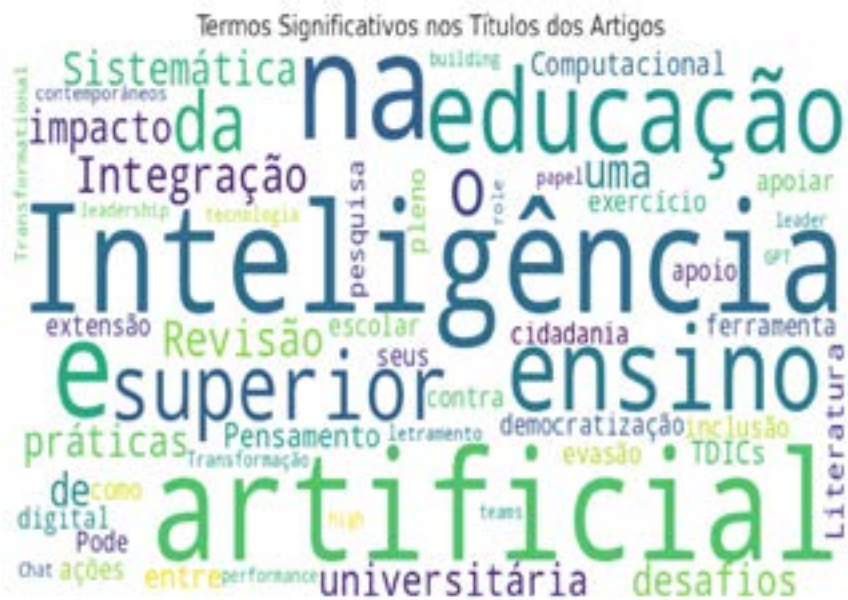 Termos Significativos nos Títulos dos Artigos
Sistemática
na
building
Computacional
contemporâneos
educação
impacto
da
Transformational
Integração
pesquisa
pleno
o
role
papel
uma
apoiar
exercício
leadership
tecnologia
leader
Inteligência
apoio
GPT
extensão
Revisão
escolar
seus
cidadania
ferramenta
e
superior
contra
ensino
Literatura
práticas
Pensamento
letramento
democratização
inclusão
Transformação
evasão
TDICs
de
como
artificial
digital
high
teams
Pode
Chat
ações
entre
performance
universitária
desafios